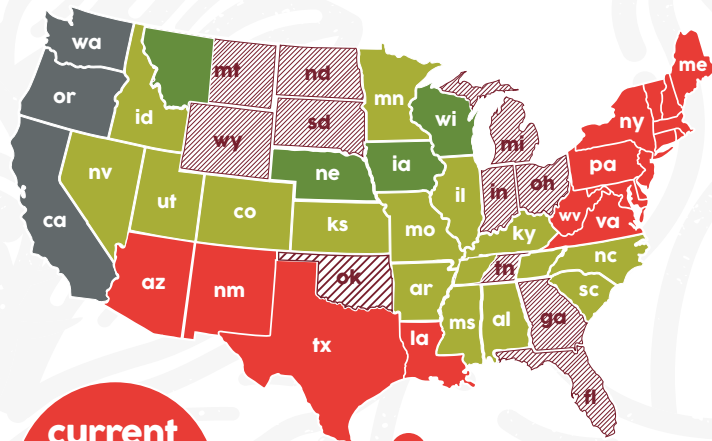 wa
me
mt
nd
or
mn
id
wi
ny
sd
mi
wy
pa
nv
ne
ia
oh
in
ut
il
co
wv
va
ca
ks
mo
ky
nc
tn
az
ok
ar
sc
nm
ms
al
ga
tx
la
fl
current